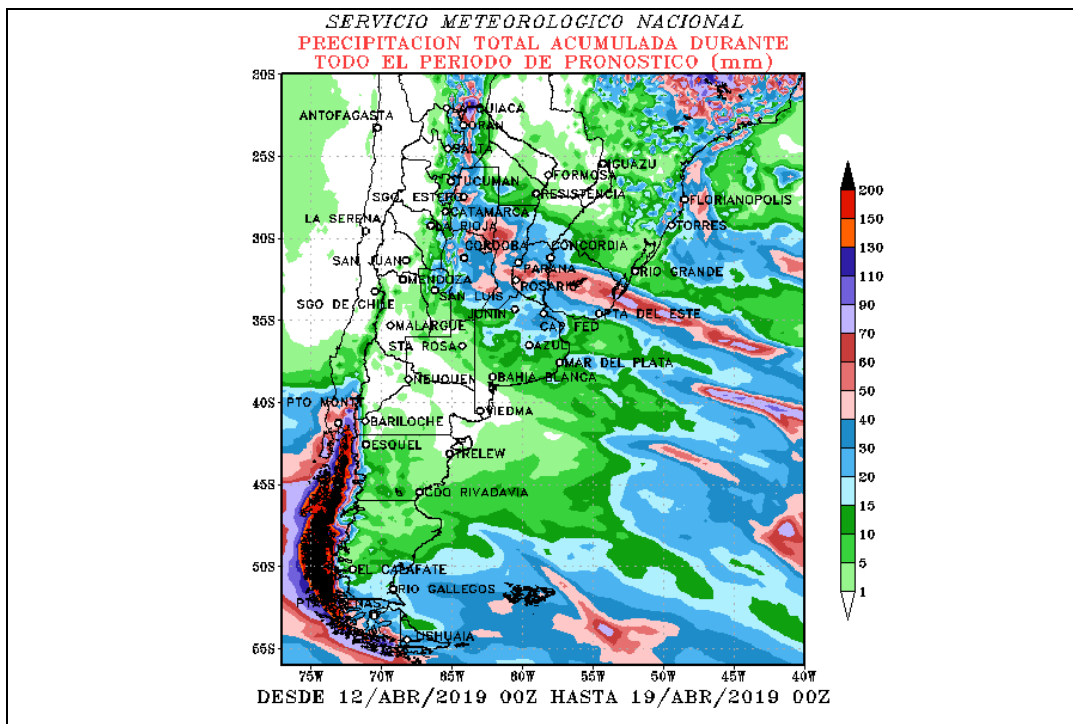 SERVICIO METEOROLOGICO NACIONAL
PRECIPITACION TOTAL ACUMULADA DURANTE
TODO EL PERIODO DE PRONOSTICO (mm)
20S
LA QUIACA
ANTOFAGASTA
ORAN
SALTA
25S
IGUAZU
FORMOSA
TUCUMAN
RESISTENCIA
SGO. ESTERO
FLORIANOPOLIS
CATAMARCA
LA SERENA
LA RIOJA
TORRES
30S
CORDOBA
CONCORDIA
SAN JUAN
PARANA
RIO GRANDE
MENDOZA
ROSARIO
SAN LUIS
SGO DE CHILE
JUNIN
PTA DEL ESTE
35S
MALARGUE
CAP FED
STA ROSA
AZUL
MAR DEL PLATA
NEUQUEN
BAHIA BLANCA
40S
PTO MONTT
VIEDMA
BARILOCHE
ESQUEL
TRELEW
45S
CDO RIVADAVIA
50S
EL CALAFATE
RIO GALLEGOS
USHUAIA
55S
75W 70W 65W 60W 55W 50W 45W 40W
DESDE 12/ABR/2019 00Z HASTA 19/ABR/2019 00Z
200
150
130
110
90
70
60
50
40
30
20
15
10
5
1